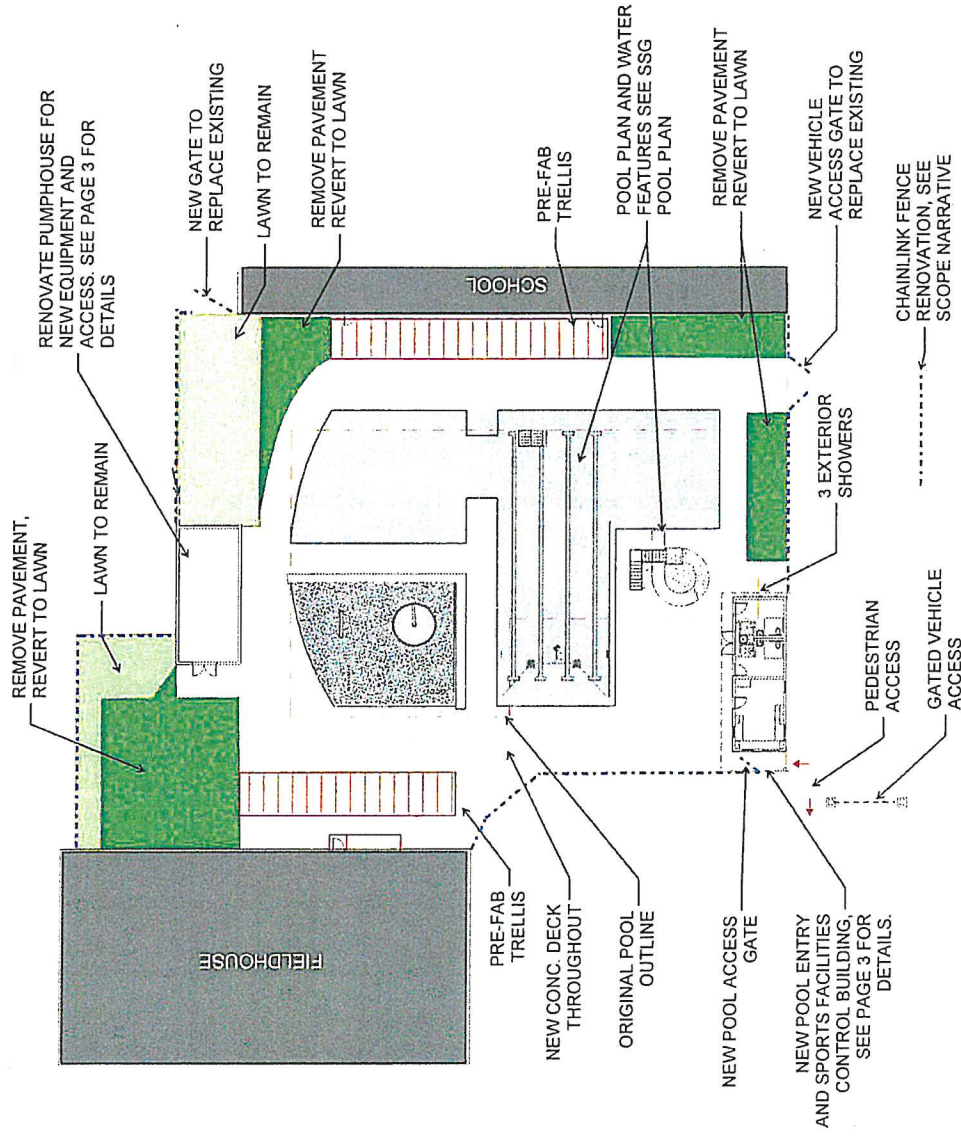 RENOVATE PUMPHOUSE FOR
NEW EQUIPMENT AND
ACCESS. SEE PAGE 3 FOR
DETAILS
NEW GATE TO
REPLACE EXISTING
LAWN TO REMAIN
REMOVE PAVEMENT
REVERT TO LAWN
PRE-FAB
TRELLIS
POOL PLAN AND WATER
FEATURES SEE SSG
POOL PLAN
REMOVE PAVEMENT
REVERT TO LAWN
NEW VEHICLE
ACCESS GATE TO
REPLACE EXISTING
CHAINLINK FENCE
RENOVATION, SEE
SCOPE NARRATIVE
REMOVE PAVEMENT,
REVERT TO LAWN
LAWN TO REMAIN
SCHOOL
3 EXTERIOR
SHOWERS
PEDESTRIAN
ACCESS
GATED VEHICLE
ACCESS
FIELDHOUSE
PRE-FAB
TRELLIS
NEW CONC. DECK
THROUGHOUT
ORIGINAL POOL
OUTLINE
NEW POOL ACCESS
GATE
NEW POOL ENTRY
AND SPORTS FACILITIES
CONTROL BUILDING,
SEE PAGE 3 FOR
DETAILS.